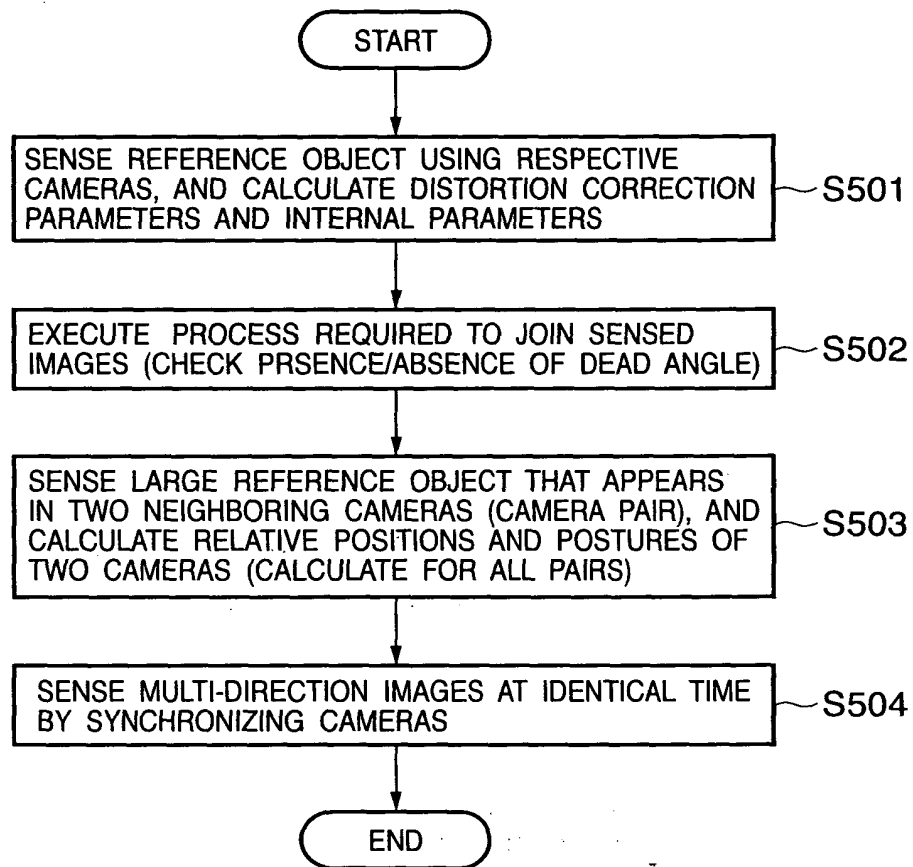 START
SENSE REFERENCE OBJECT USING RESPECTIVE
CAMERAS, AND CALCULATE DISTORTION CORRECTION
PARAMETERS AND INTERNAL PARAMETERS
S501
EXECUTE PROCESS REQUIRED TO JOIN SENSED
IMAGES (CHECK PRSENCE/ABSENCE OF DEAD ANGLE)
S502
SENSE LARGE REFERENCE OBJECT THAT APPEARS
IN TWO NEIGHBORING CAMERAS (CAMERA PAIR), AND
CALCULATE RELATIVE POSITIONS AND POSTURES OF
TWO CAMERAS (CALCULATE FOR ALL PAIRS)
S503
SENSE MULTI-DIRECTION IMAGES AT IDENTICAL TIME
BY SYNCHRONIZING CAMERAS
S504
END